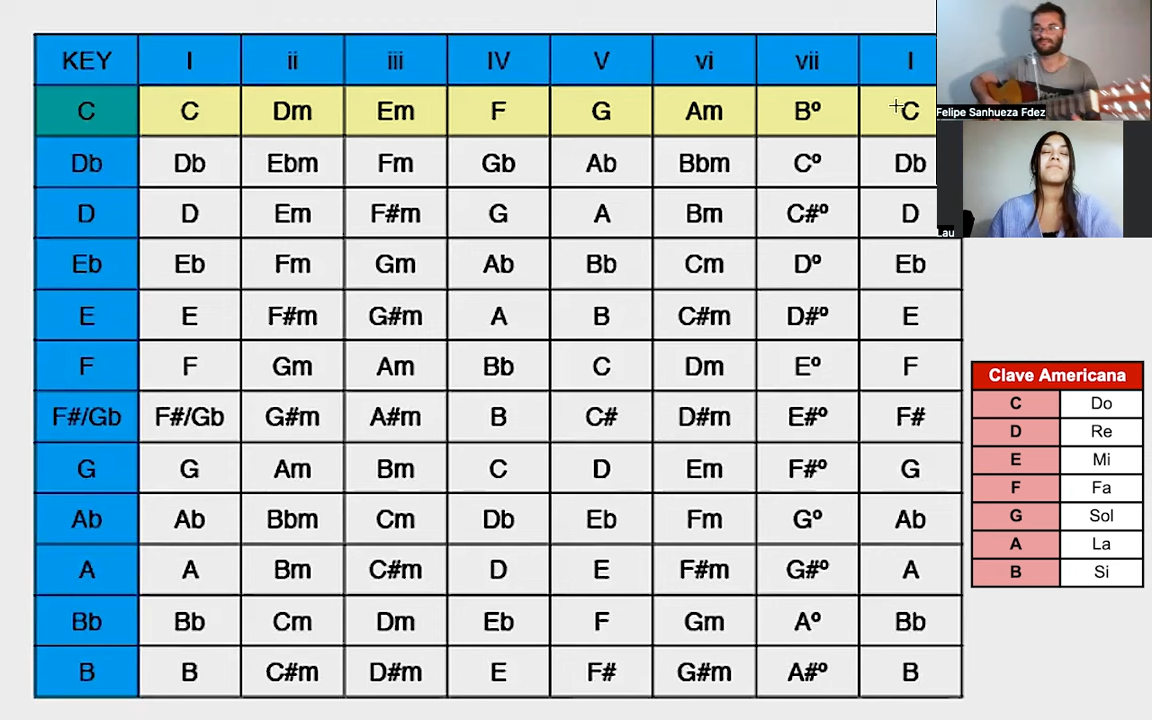 KEY I ii iii IV V vi vii I
C C Dm Em F G Am Bº C
Db Db Ebm Fm Gb Ab Bbm Cº Db
D D Em F#m G A Bm C#º D
Eb Eb Fm Gm Ab Bb Cm Dº Eb
E E F#m G#m A B C#m D#º E
F F Gm Am Bb C Dm Eº F
F#/Gb F#/Gb G#m A#m B C# D#m E#º F#
G G Am Bm C D Em F#º G
Ab Ab Bbm Cm Db Eb Fm Gº Ab
A A Bm C#m D E F#m G#º A
Bb Bb Cm Dm Eb F Gm Aº Bb
B B C#m D#m E F# G#m A#º B
Felipe Sanhueza Fdez
Lau
Clave Americana
C Do
D Re
E Mi
F Fa
G Sol
A La
B Si